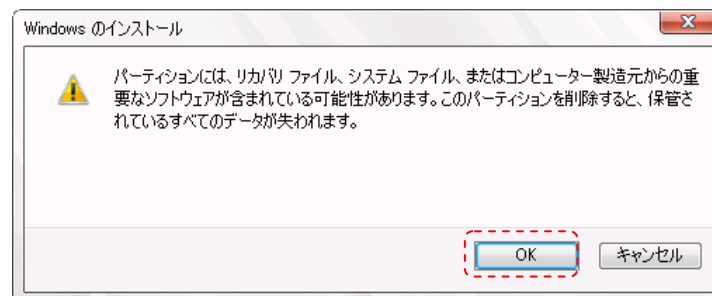 Windows のインストール
パーティションには、リカバリ ファイル、システム ファイル、またはコンピューター製造元からの重
要なソフトウェアが含まれている可能性があります。このパーティションを削除すると、保管さ
れているすべてのデータが失われます。
OK キャンセル